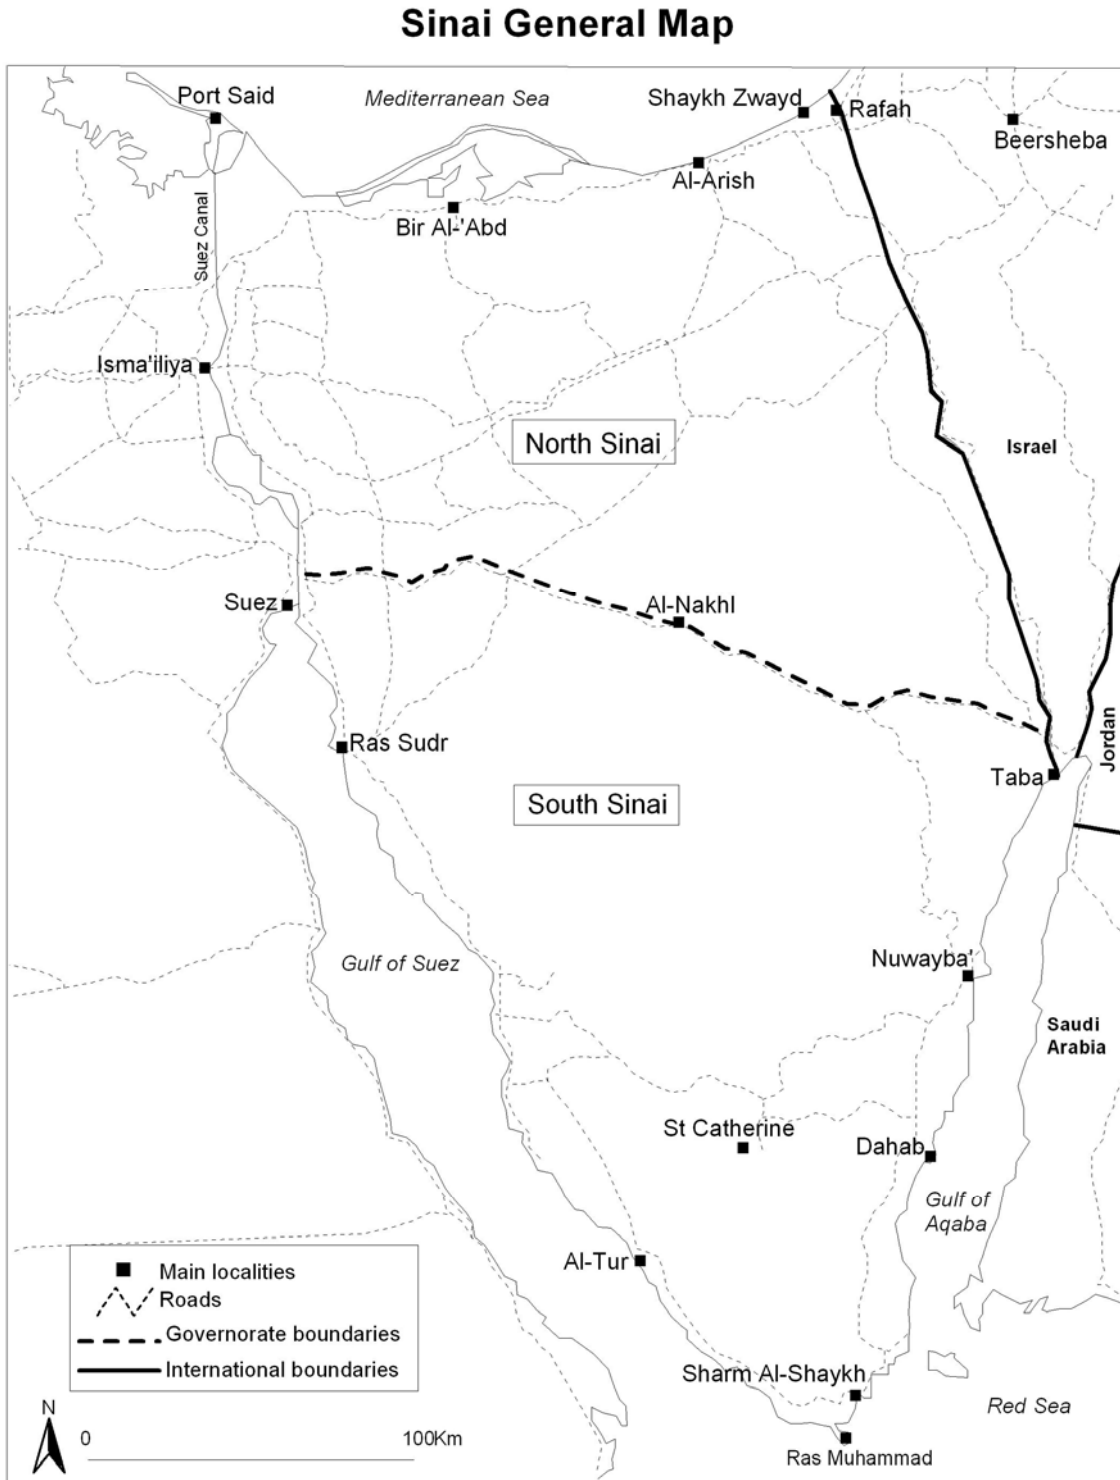 Sinai General Map
Port Said
Mediterranean Sea
Shaykh Zwayd
Rafah
Beersheba
Al-Arish
Bir Al-'Abd
Suez Canal
Isma'iliya
North Sinai
Israel
Suez
Al-Nakhl
Ras Sudr
Jordan
Taba
South Sinai
Gulf of Suez
Nuwayba'
Saudi
Arabia
St Catherine
Dahab
Gulf of
Aqaba
Al-Tur
Main localities
Roads
Governorate boundaries
International boundaries
Sharm Al-Shaykh
Red Sea
N
0
100Km
Ras Muhammad